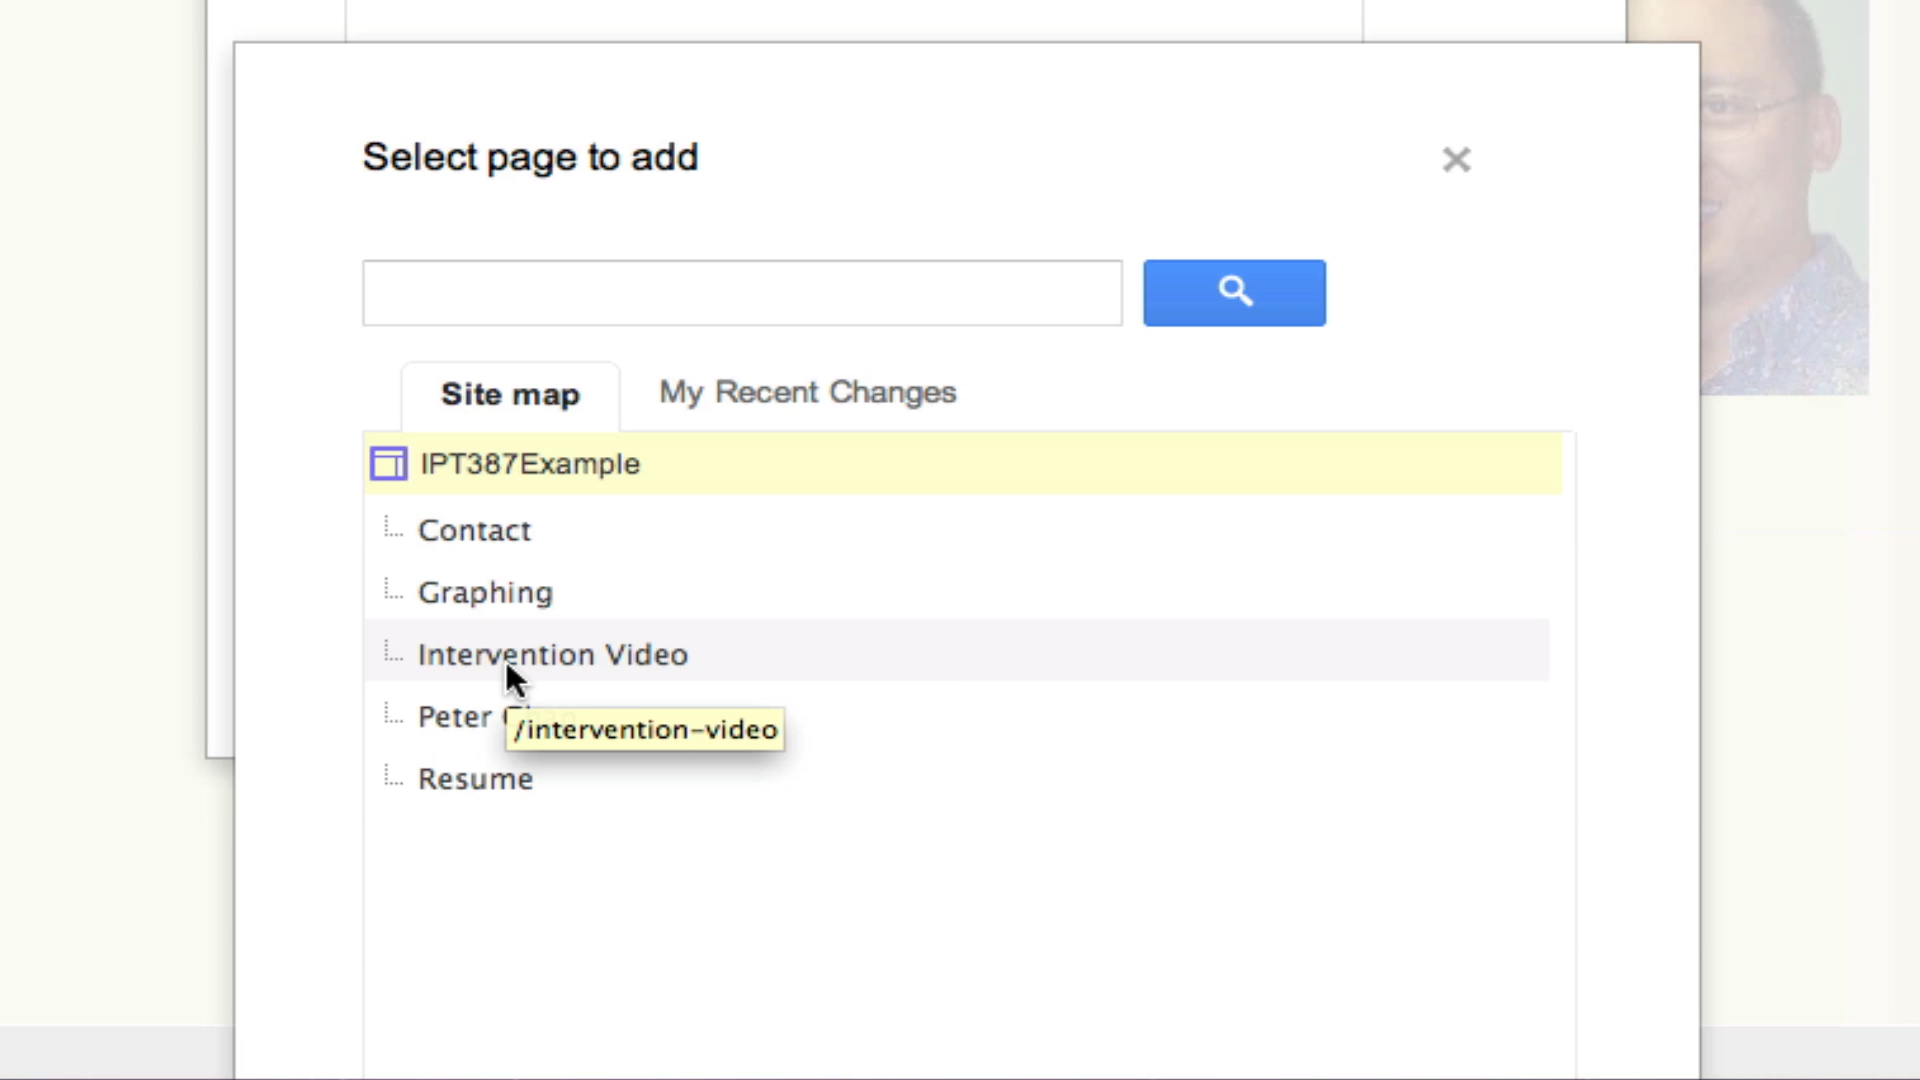 Select page to add
Site map
My Recent Changes
IPT387Example
Contact
Graphing
Intervention Video
Peter
/intervention-video
Resume